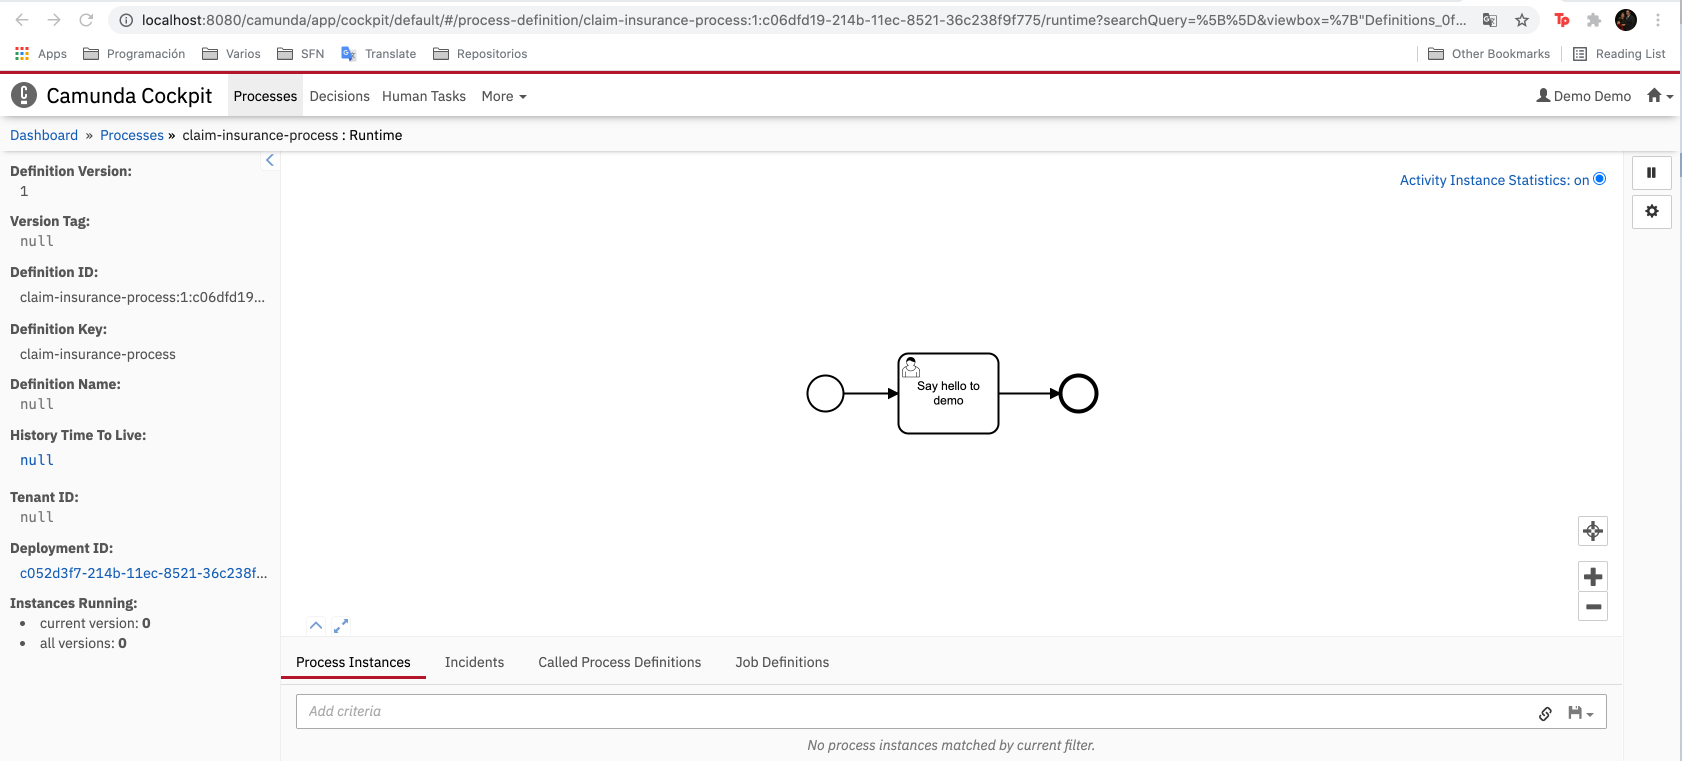 localhost:8080/camunda/app/cockpit/default/#/process-definition/claim-insurance-process:1:c06dfd19-214b-11ec-8521-36c238f9f775/runtime?searchQuery=%5B%5D&viewbox=%7B"Definitions_0f...
Tp
Apps Programación Varios SFN Translate Repositorios Other Bookmarks Reading List
Camunda Cockpit Processes Decisions Human Tasks More Demo Demo
Dashboard » Processes » claim-insurance-process : Runtime
Definition Version:
1
Version Tag:
null
Definition ID:
claim-insurance-process:1:c06dfd19...
Definition Key:
claim-insurance-process
Definition Name:
null
History Time To Live:
null
Tenant ID:
null
Deployment ID:
c052d3f7-214b-11ec-8521-36c238f...
Instances Running:
• current version: 0
• all versions: 0
Activity Instance Statistics: on
Say hello to
demo
Process Instances Incidents Called Process Definitions Job Definitions
Add criteria
No process instances matched by current filter.